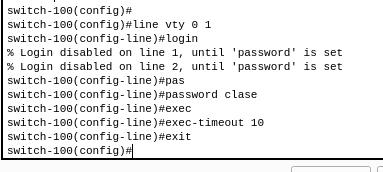 switch-100(config)#
switch-100(config)#line vty 0 1
switch-100(config-line)#login
% Login disabled on line 1, until 'password' is set
% Login disabled on line 2, until 'password' is set
switch-100(config-line)#pas
switch-100(config-line)#password clase
switch-100(config-line)#exec
switch-100(config-line)#exec-timeout 10
switch-100(config-line)#exit
switch-100(config)#